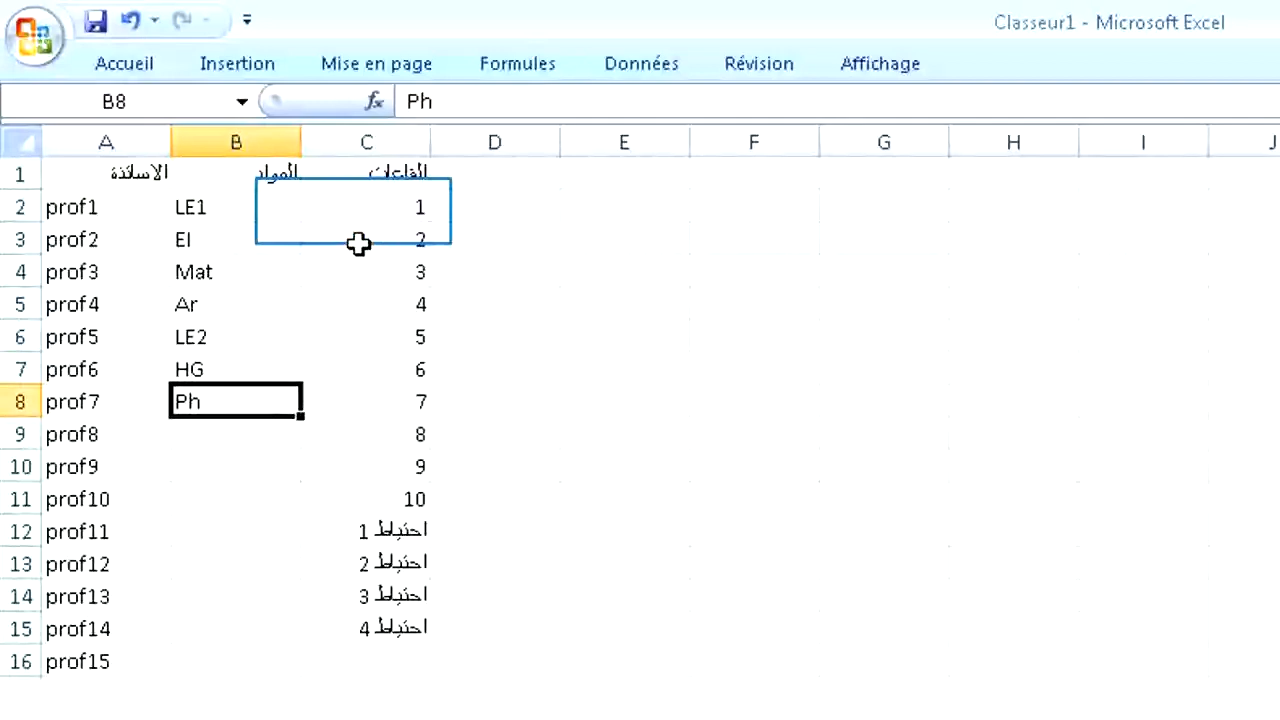 Classeur1 - Microsoft Excel
Accueil Insertion Mise en page Formules Données Révision Affichage
B8 fx Ph
A B C D E F G H I J
1 الاساتذة المواد القاعات
2 prof1 LE1 1
3 prof2 EI 2
4 prof3 Mat 3
5 prof4 Ar 4
6 prof5 LE2 5
7 prof6 HG 6
8 prof7 Ph 7
9 prof8 8
10 prof9 9
11 prof10 10
12 prof11 احتياط 1
13 prof12 احتياط 2
14 prof13 احتياط 3
15 prof14 احتياط 4
16 prof15